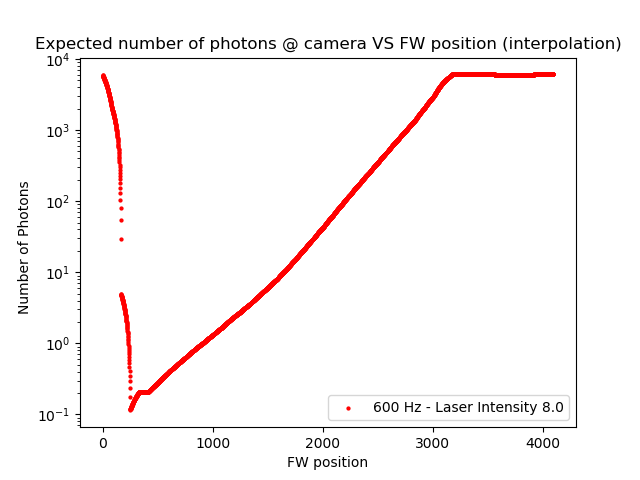 Expected number of photons @ camera VS FW position (interpolation)
10^4
10^3
10^2
10^1
10^0
10^-1
Number of Photons
600 Hz - Laser Intensity 8.0
0 1000 2000 3000 4000
FW position